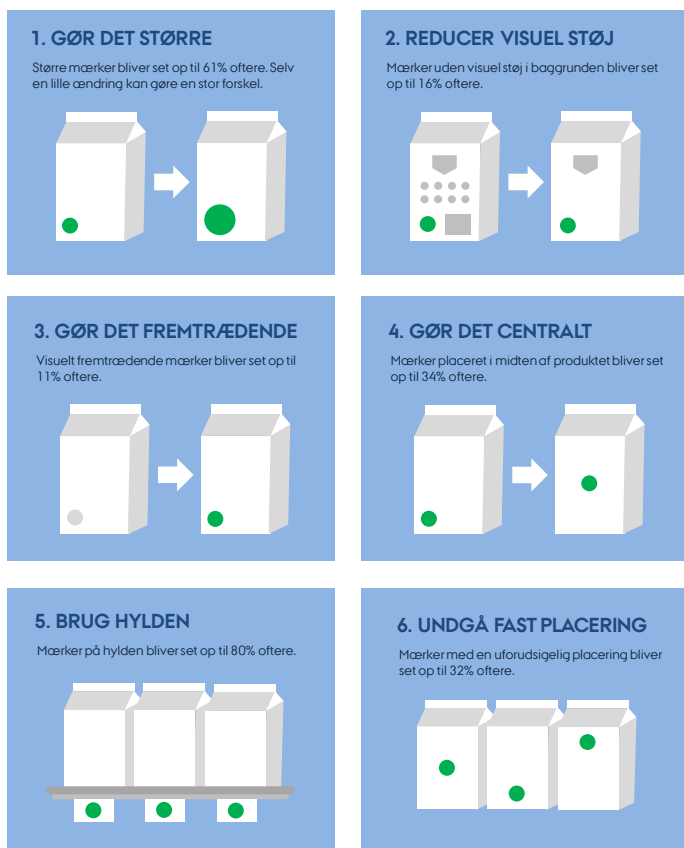 1. GØR DET STØRRE
Større mærker bliver set op til 61% oftere. Selv
en lille ændring kan gøre en stor forskel.
2. REDUCER VISUEL STØJ
Mærker uden visuel støj i baggrunden bliver set
op til 16% oftere.
3. GØR DET FREMTRÆDENDE
Visuelt fremtrædende mærker bliver set op til
11% oftere.
4. GØR DET CENTRALT
Mærker placeret i midten af produktet bliver set
op til 34% oftere.
5. BRUG HYLDEN
Mærker på hylden bliver set op til 80% oftere.
6. UNDGÅ FAST PLACERING
Mærker med en uforudsigelig placering bliver
set op til 32% oftere.